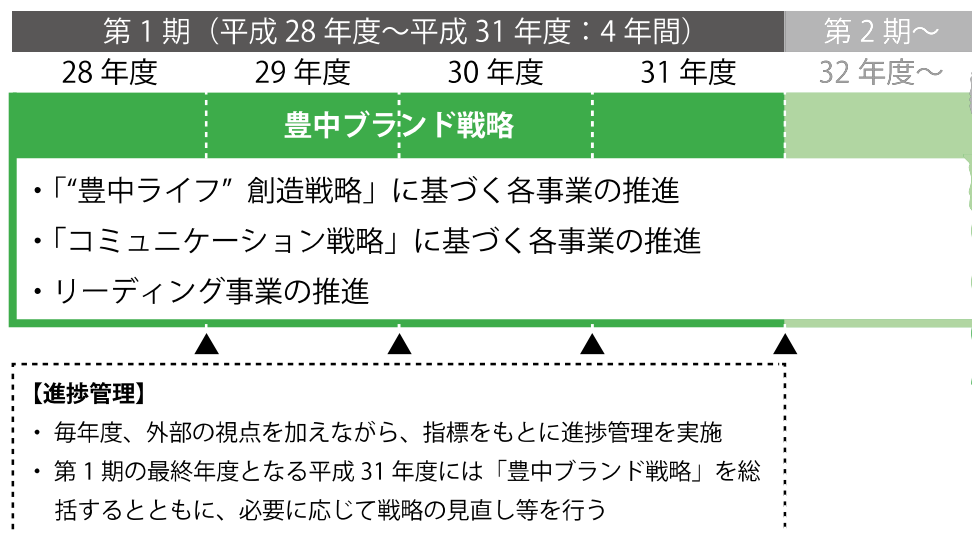 第 1 期（平成 28 年度～平成 31 年度：4 年間） 第 2 期～
28 年度 29 年度 30 年度 31 年度 32 年度～
豊中ブランド戦略
・「“豊中ライフ” 創造戦略」に基づく各事業の推進
・「コミュニケーション戦略」に基づく各事業の推進
・リーディング事業の推進
【進捗管理】
・ 毎年度、外部の視点を加えながら、指標をもとに進捗管理を実施
・ 第 1 期の最終年度となる平成 31 年度には「豊中ブランド戦略」を総
括するとともに、必要に応じて戦略の見直し等を行う